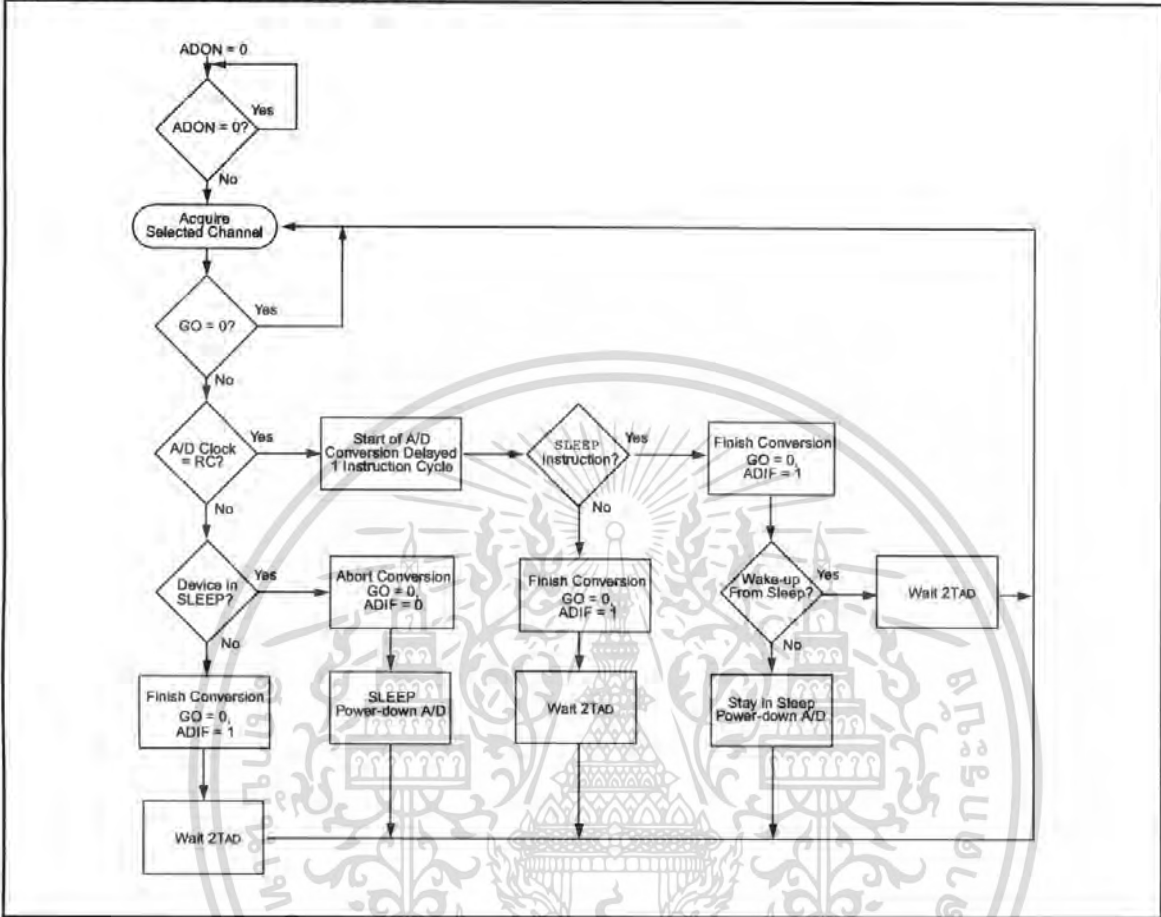 ADON = 0
ADON = 0?
Yes
No
Acquire
Selected Channel
GO = 0?
Yes
No
A/D Clock
= RC?
Yes
No
Start of A/D
Conversion Delayed
1 Instruction Cycle
SLEEP
Instruction?
Yes
No
Finish Conversion
GO = 0,
ADIF = 1
Device in
SLEEP?
Yes
No
Abort Conversion
GO = 0,
ADIF = 0
Finish Conversion
GO = 0,
ADIF = 1
Wake-up
From Sleep?
Yes
No
Wait 2TAD
Finish Conversion
GO = 0,
ADIF = 1
SLEEP
Power-down A/D
Wait 2TAD
Stay in Sleep
Power-down A/D
Wait 2TAD